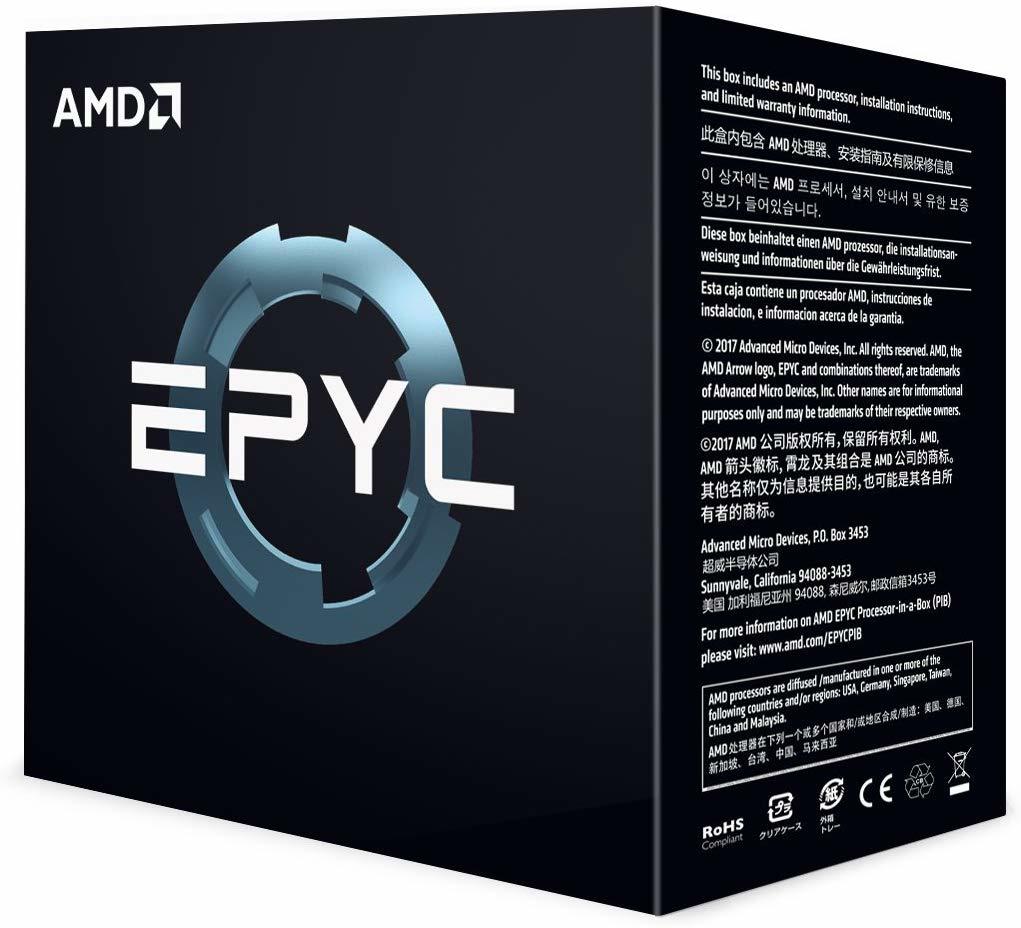 AMD
EPYC
This box includes an AMD processor, installation instructions,
and limited warranty information.
此盒内包含 AMD 处理器、安装指南及有限保修信息
이 상자에는 AMD 프로세서, 설치 안내서 및 유한 보증
정보가 들어있습니다.
Diese box beinhaltet einen AMD prozessor, die installationsan-
weisung und informationen über die Gewährleistungsfrist.
Esta caja contiene un procesador AMD, instrucciones de
instalacion, e informacion acerca de la garantia.
© 2017 Advanced Micro Devices, Inc. All rights reserved. AMD, the
AMD Arrow logo, EPYC and combinations thereof, are trademarks
of Advanced Micro Devices, Inc. Other names are for informational
purposes only and may be trademarks of their respective owners.
©2017 AMD 公司版权所有，保留所有权利。AMD,
AMD 箭头徽标, 霄龙及其组合是 AMD 公司的商标。
其他名称仅为信息提供目的，也可能是其各自所
有者的商标。
Advanced Micro Devices, P.O. Box 3453
超威半导体公司
Sunnyvale, California 94088-3453
美国 加利福尼亚州 94088, 森尼威尔,邮政信箱3453号
For more information on AMD EPYC Processor-in-a-Box (PIB)
please visit: www.amd.com/EPYCPIB
AMD processors are diffused /manufactured in one or more of the
following countries and/or regions: USA, Germany, Singapore, Taiwan,
China and Malaysia.
AMD处理器在下列一个或多个国家和/或地区合成/制造：美国、德国、
新加坡、台湾、中国、马来西亚
RoHS
Compliant
プラ
クリアケース
紙
外箱
トレー
CE